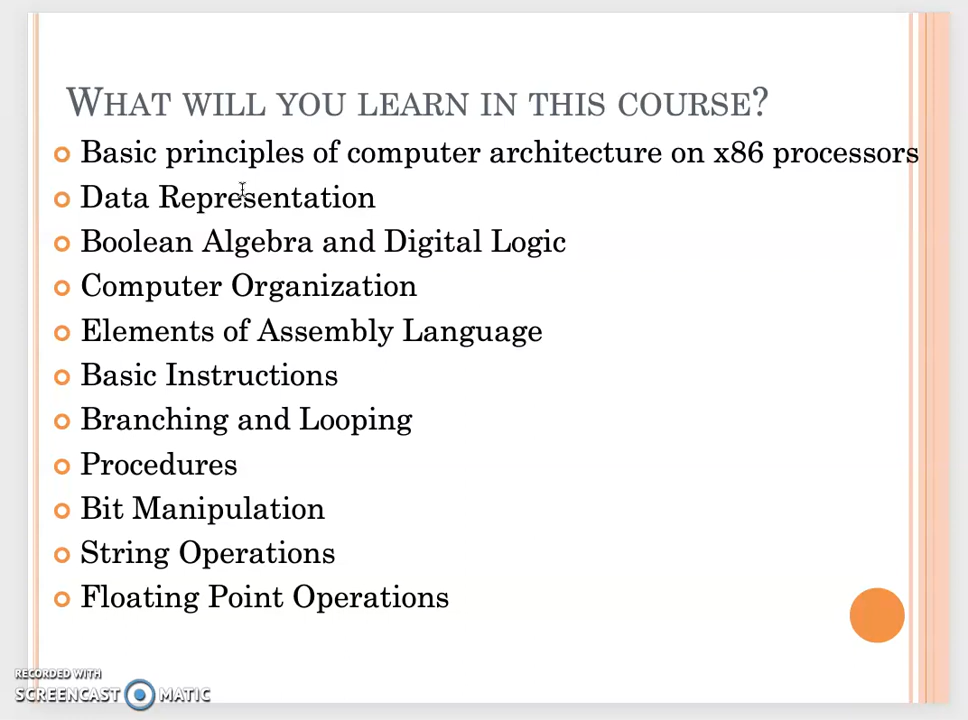 WHAT WILL YOU LEARN IN THIS COURSE?
Basic principles of computer architecture on x86 processors
Data Representation
Boolean Algebra and Digital Logic
Computer Organization
Elements of Assembly Language
Basic Instructions
Branching and Looping
Procedures
Bit Manipulation
String Operations
Floating Point Operations
RECORDED WITH
SCREENCAST MATIC